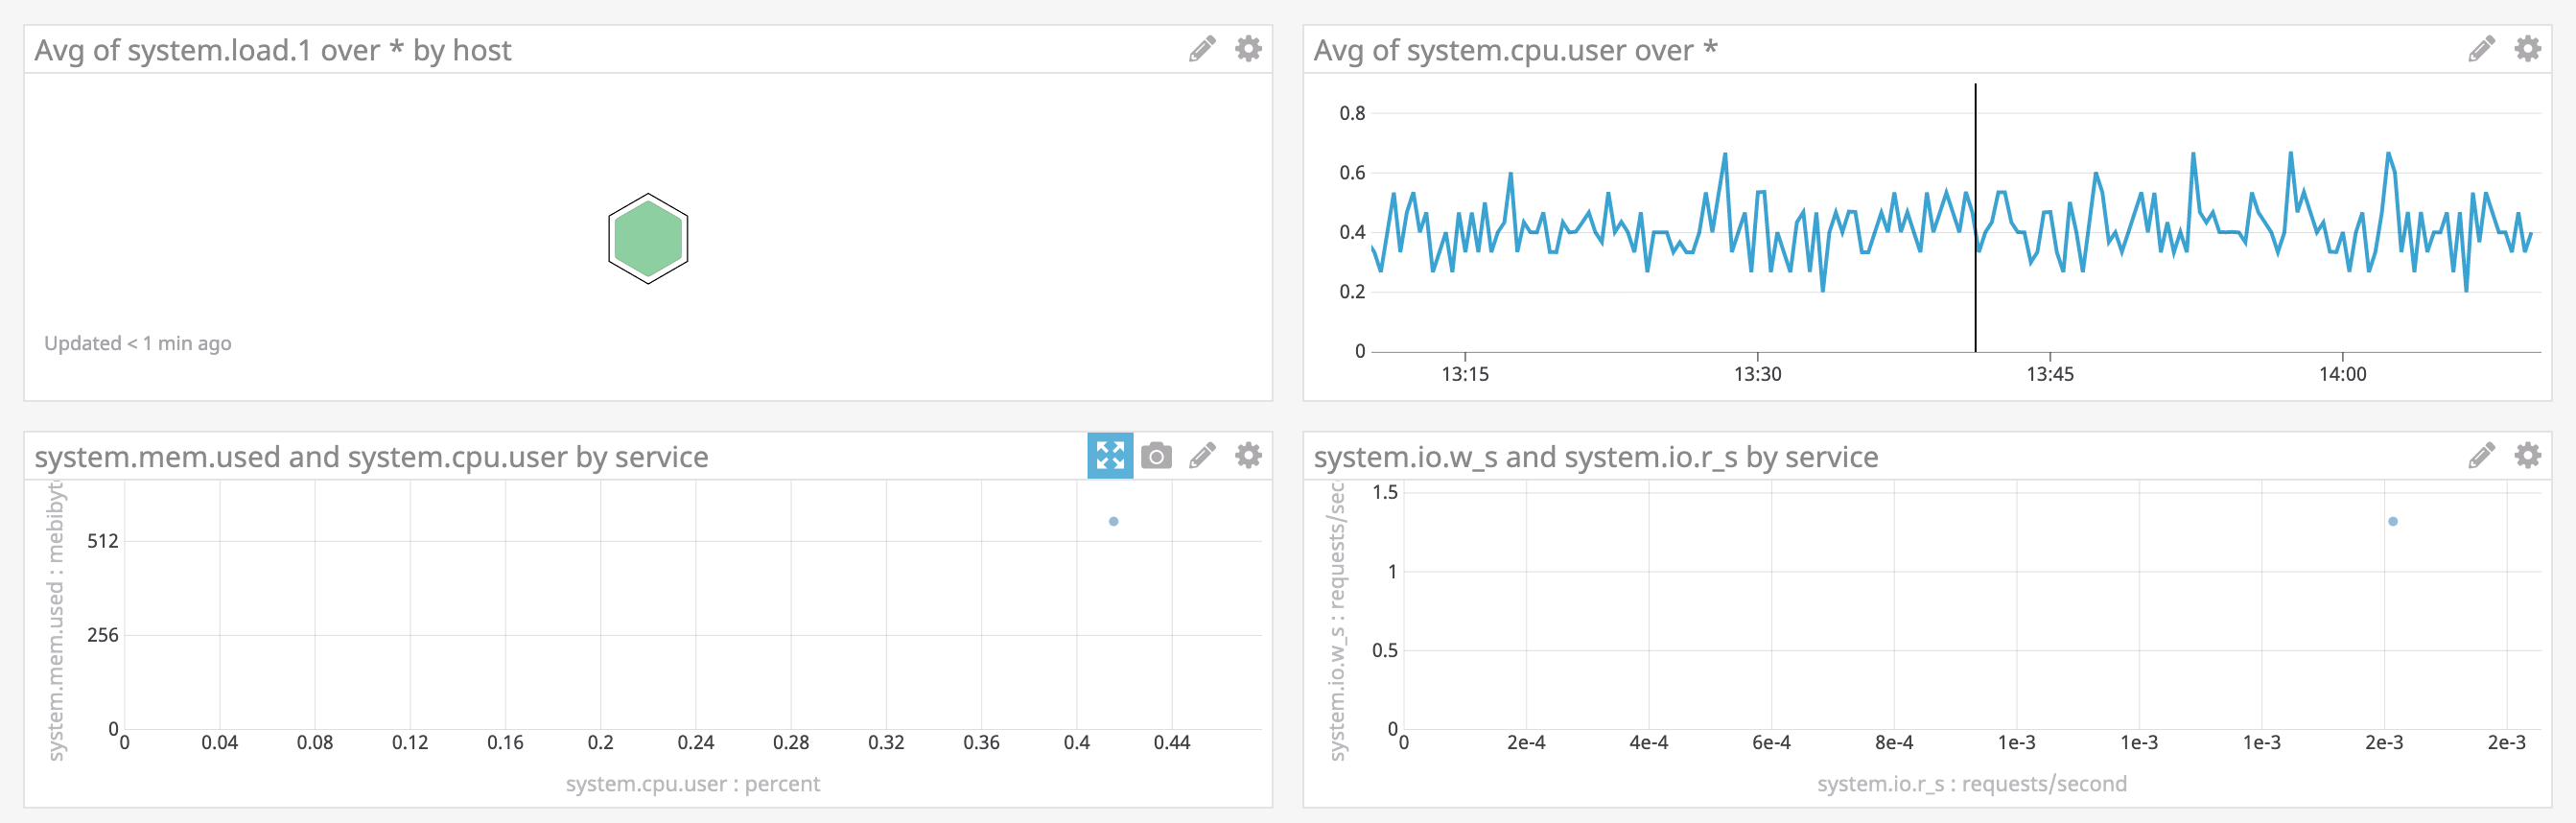 Avg of system.load.1 over * by host
Updated < 1 min ago
Avg of system.cpu.user over *
0.8
0.6
0.4
0.2
0
13:15 13:30 13:45 14:00
system.mem.used and system.cpu.user by service
system.mem.used : mebibyt
512
256
0
0 0.04 0.08 0.12 0.16 0.2 0.24 0.28 0.32 0.36 0.4 0.44
system.cpu.user : percent
system.io.w_s and system.io.r_s by service
system.io.w_s : requests/sec
1.5
1
0.5
0
0 2e-4 4e-4 6e-4 8e-4 1e-3 1e-3 1e-3 2e-3 2e-3
system.io.r_s : requests/second